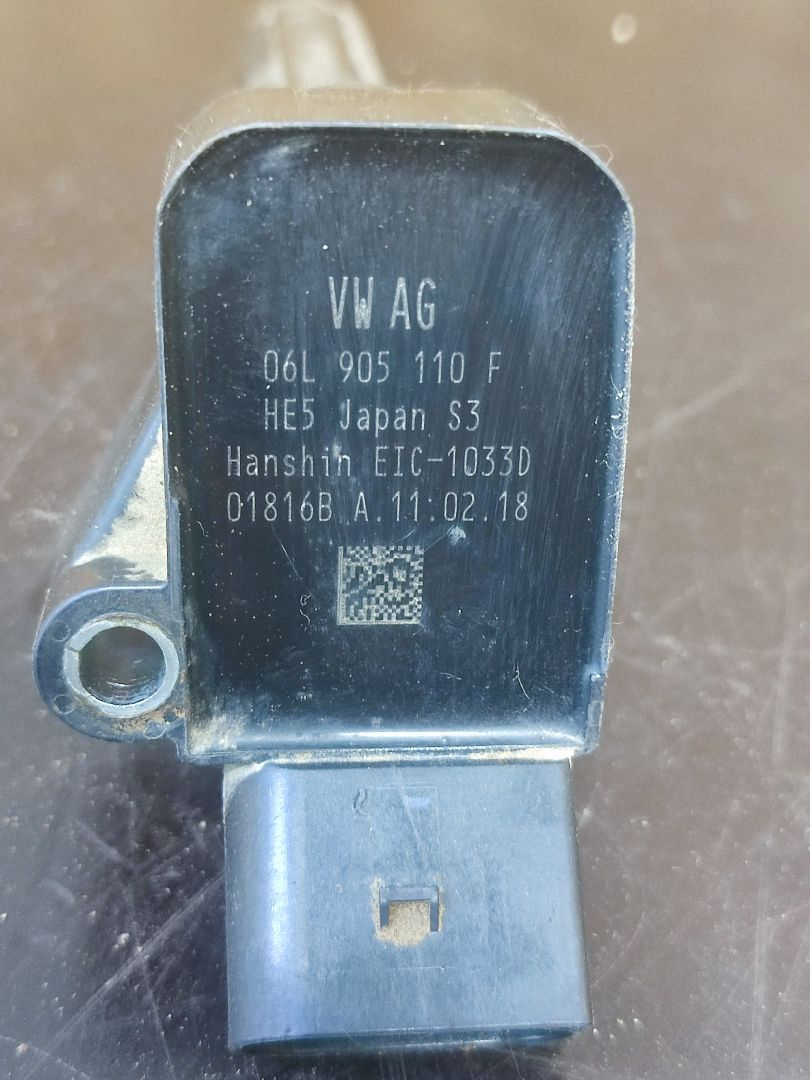 VW AG
06L 905 110 F
HE5 Japan S3
Hanshin EIC-1033D
01816B A.11.02.18